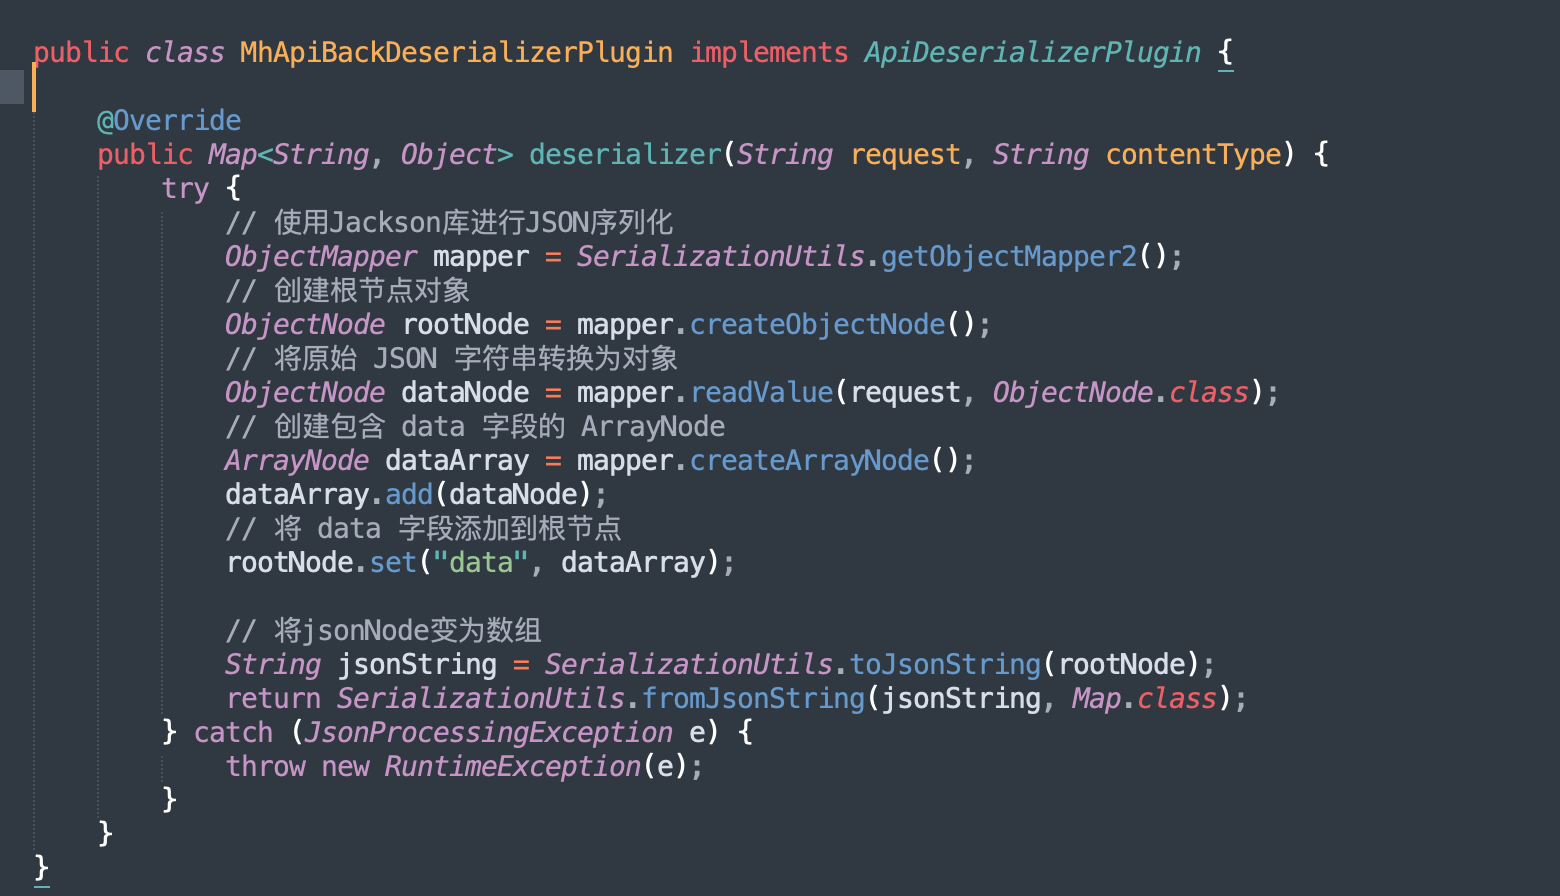 public class MhApiBackDeserializerPlugin implements ApiDeserializerPlugin {
@Override
public Map<String, Object> deserializer(String request, String contentType) {
try {
// 使用Jackson库进行JSON序列化
ObjectMapper mapper = SerializationUtils.getObjectMapper2();
// 创建根节点对象
ObjectNode rootNode = mapper.createObjectNode();
// 将原始 JSON 字符串转换为对象
ObjectNode dataNode = mapper.readValue(request, ObjectNode.class);
// 创建包含 data 字段的 ArrayNode
ArrayNode dataArray = mapper.createArrayNode();
dataArray.add(dataNode);
// 将 data 字段添加到根节点
rootNode.set("data", dataArray);
// 将jsonNode变为数组
String jsonString = SerializationUtils.toJsonString(rootNode);
return SerializationUtils.fromJsonString(jsonString, Map.class);
} catch (JsonProcessingException e) {
throw new RuntimeException(e);
}
}
}